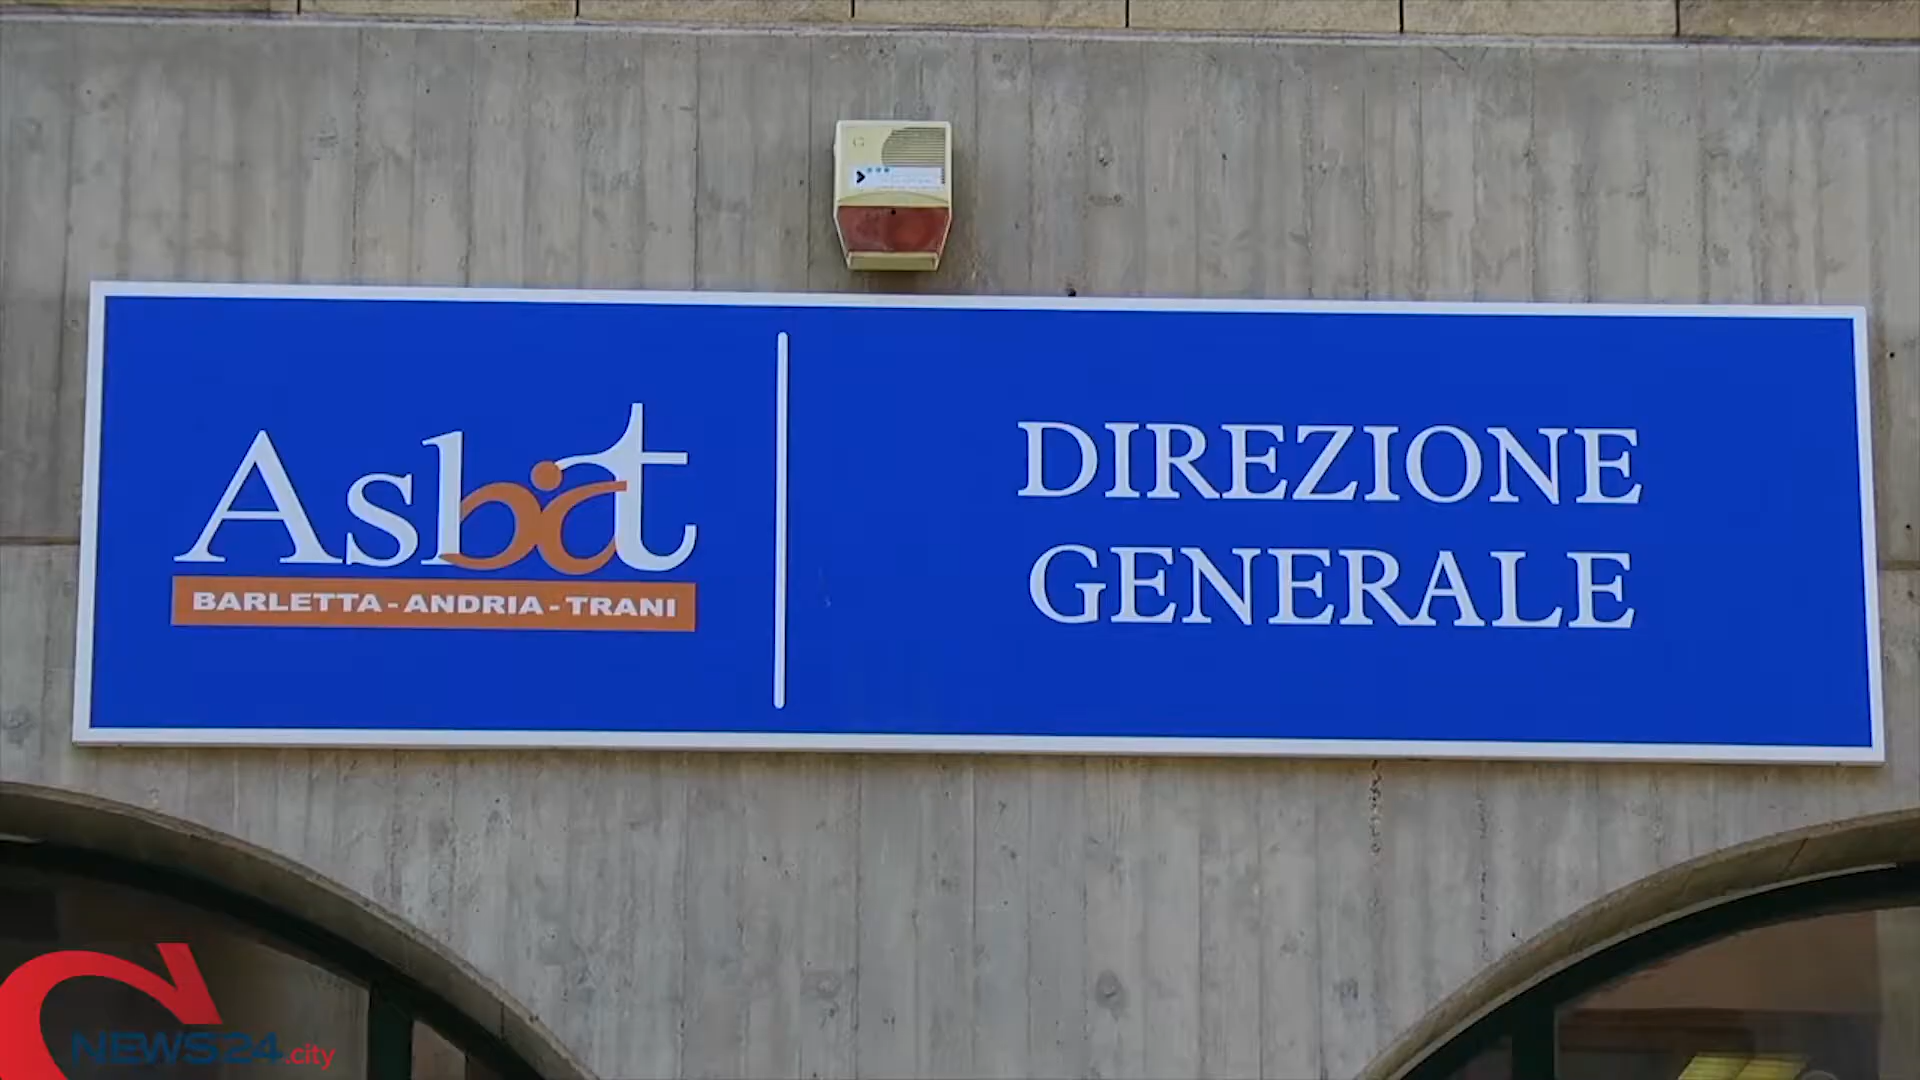 Asbat
BARLETTA - ANDRIA - TRANI
DIREZIONE
GENERALE
NEWS24.city